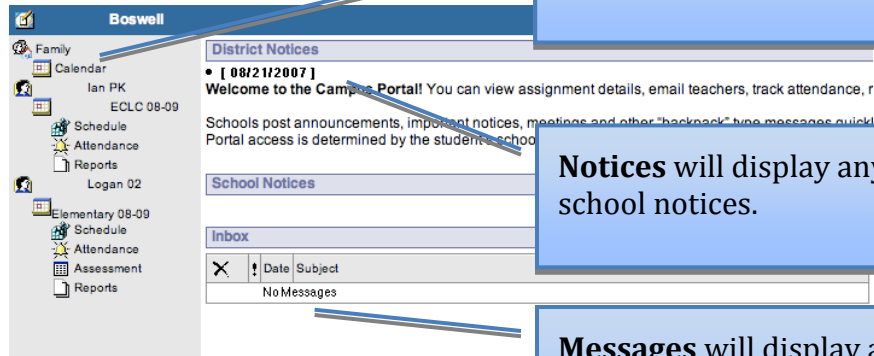 Boswell
Family
Calendar
Ian PK
ECLC 08-09
Schedule
Attendance
Reports
Logan 02
Elementary 08-09
Schedule
Attendance
Assessment
Reports
District Notices
• [ 08/21/2007 ]
Welcome to the Campus Portal! You can view assignment details, email teachers, track attendance, r
Schools post announcements, important notices, meetings and other "backpack" type messages quickl
Portal access is determined by the student's schoo
School Notices
Inbox
! Date Subject
No Messages
Notices will display any
school notices.
Messages will display a